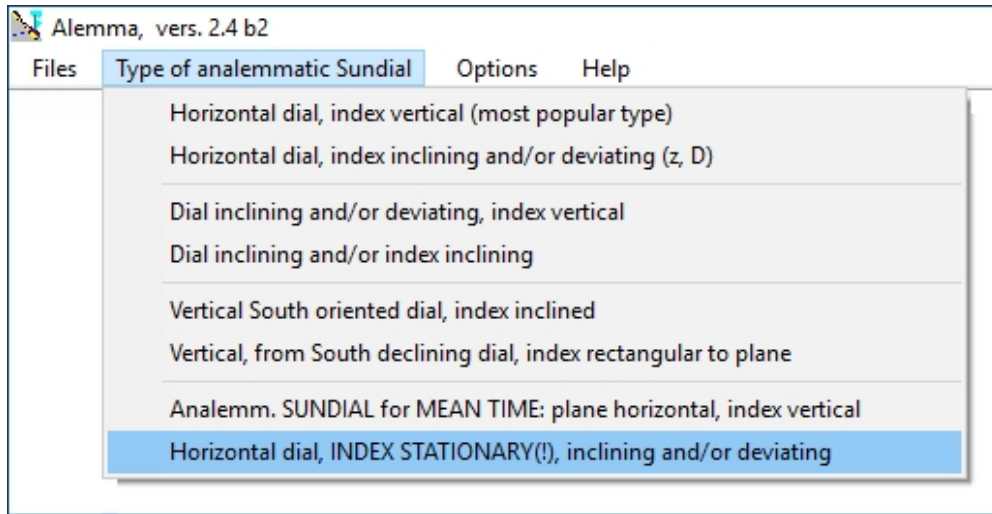 Alemma, vers. 2.4 b2
Files Type of analemmatic Sundial Options Help
Horizontal dial, index vertical (most popular type)
Horizontal dial, index inclining and/or deviating (z, D)
Dial inclining and/or deviating, index vertical
Dial inclining and/or index inclining
Vertical South oriented dial, index inclined
Vertical, from South declining dial, index rectangular to plane
Analemm. SUNDIAL for MEAN TIME: plane horizontal, index vertical
Horizontal dial, INDEX STATIONARY(!), inclining and/or deviating